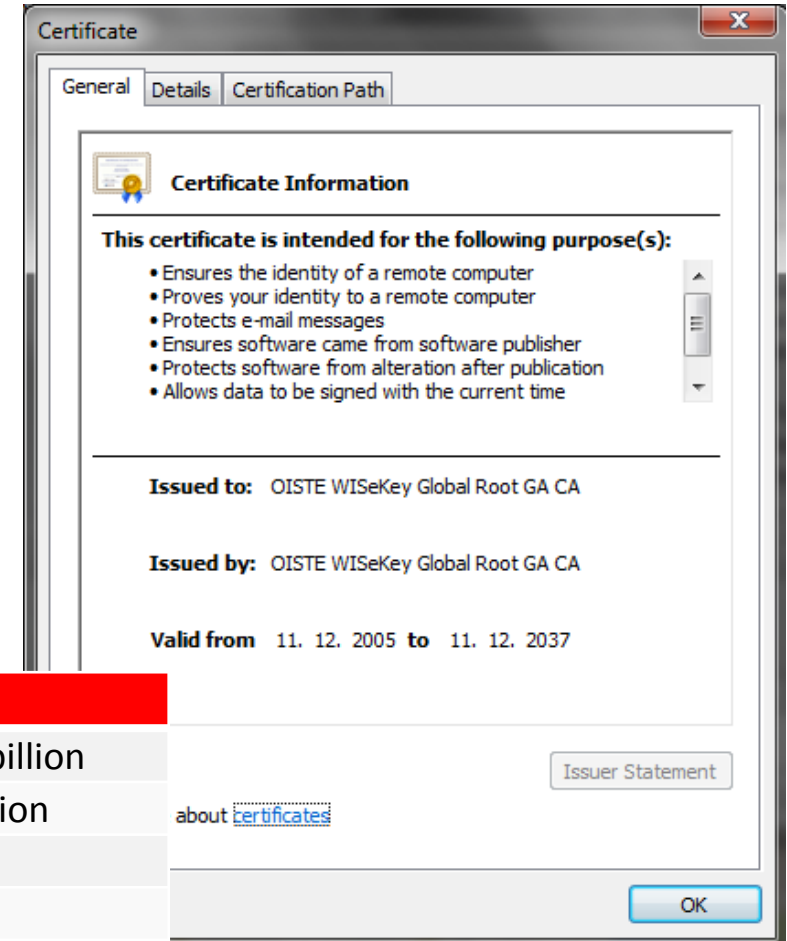 Certificate
General Details Certification Path
Certificate Information
This certificate is intended for the following purpose(s):
• Ensures the identity of a remote computer
• Proves your identity to a remote computer
• Protects e-mail messages
• Ensures software came from software publisher
• Protects software from alteration after publication
• Allows data to be signed with the current time
Issued to: OISTE WISeKey Global Root GA CA
Issued by: OISTE WISeKey Global Root GA CA
Valid from 11. 12. 2005 to 11. 12. 2037
Issuer Statement
about certificates
OK